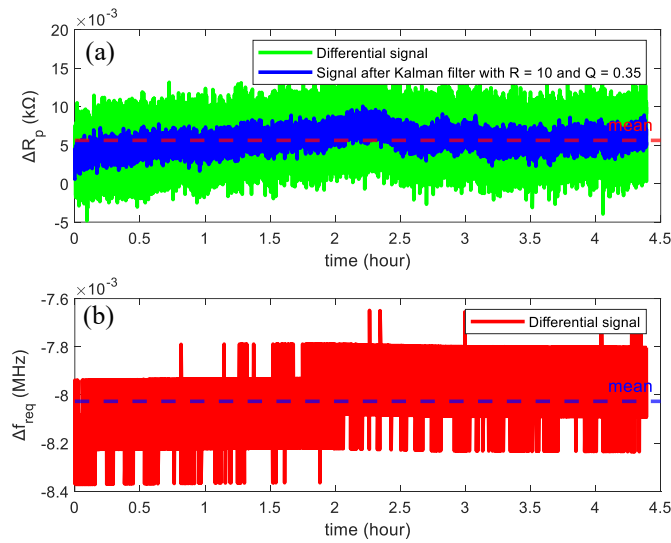 ×10⁻³
20
(a)
Differential signal
Signal after Kalman filter with R = 10 and Q = 0.35
15
10
mean
5
0
-5
ΔRp (kΩ)
0 0.5 1 1.5 2 2.5 3 3.5 4 4.5
time (hour)
×10⁻³
-7.6
(b)
Differential signal
-7.8
mean
-8
-8.2
-8.4
Δfreq (MHz)
0 0.5 1 1.5 2 2.5 3 3.5 4 4.5
time (hour)